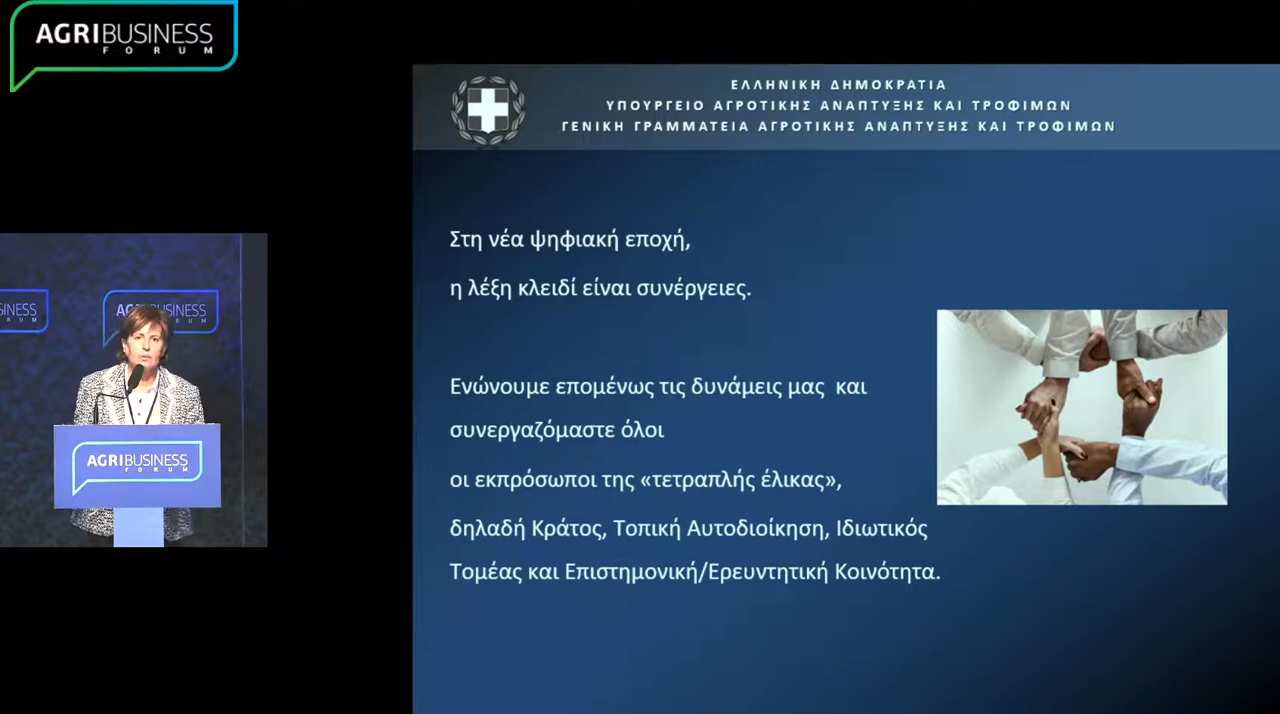 AGRIBUSINESS
FORUM
ΕΛΛΗΝΙΚΗ ΔΗΜΟΚΡΑΤΙΑ
ΥΠΟΥΡΓΕΙΟ ΑΓΡΟΤΙΚΗΣ ΑΝΑΠΤΥΞΗΣ ΚΑΙ ΤΡΟΦΙΜΩΝ
ΓΕΝΙΚΗ ΓΡΑΜΜΑΤΕΙΑ ΑΓΡΟΤΙΚΗΣ ΑΝΑΠΤΥΞΗΣ ΚΑΙ ΤΡΟΦΙΜΩΝ
Στη νέα ψηφιακή εποχή,
η λέξη κλειδί είναι συνέργειες.
Ενώνουμε επομένως τις δυνάμεις μας και
συνεργαζόμαστε όλοι
οι εκπρόσωποι της «τετραπλής έλικας»,
δηλαδή Κράτος, Τοπική Αυτοδιοίκηση, Ιδιωτικός
Τομέας και Επιστημονική/Ερευντητική Κοινότητα.
AGRIBUSINESS
FORUM